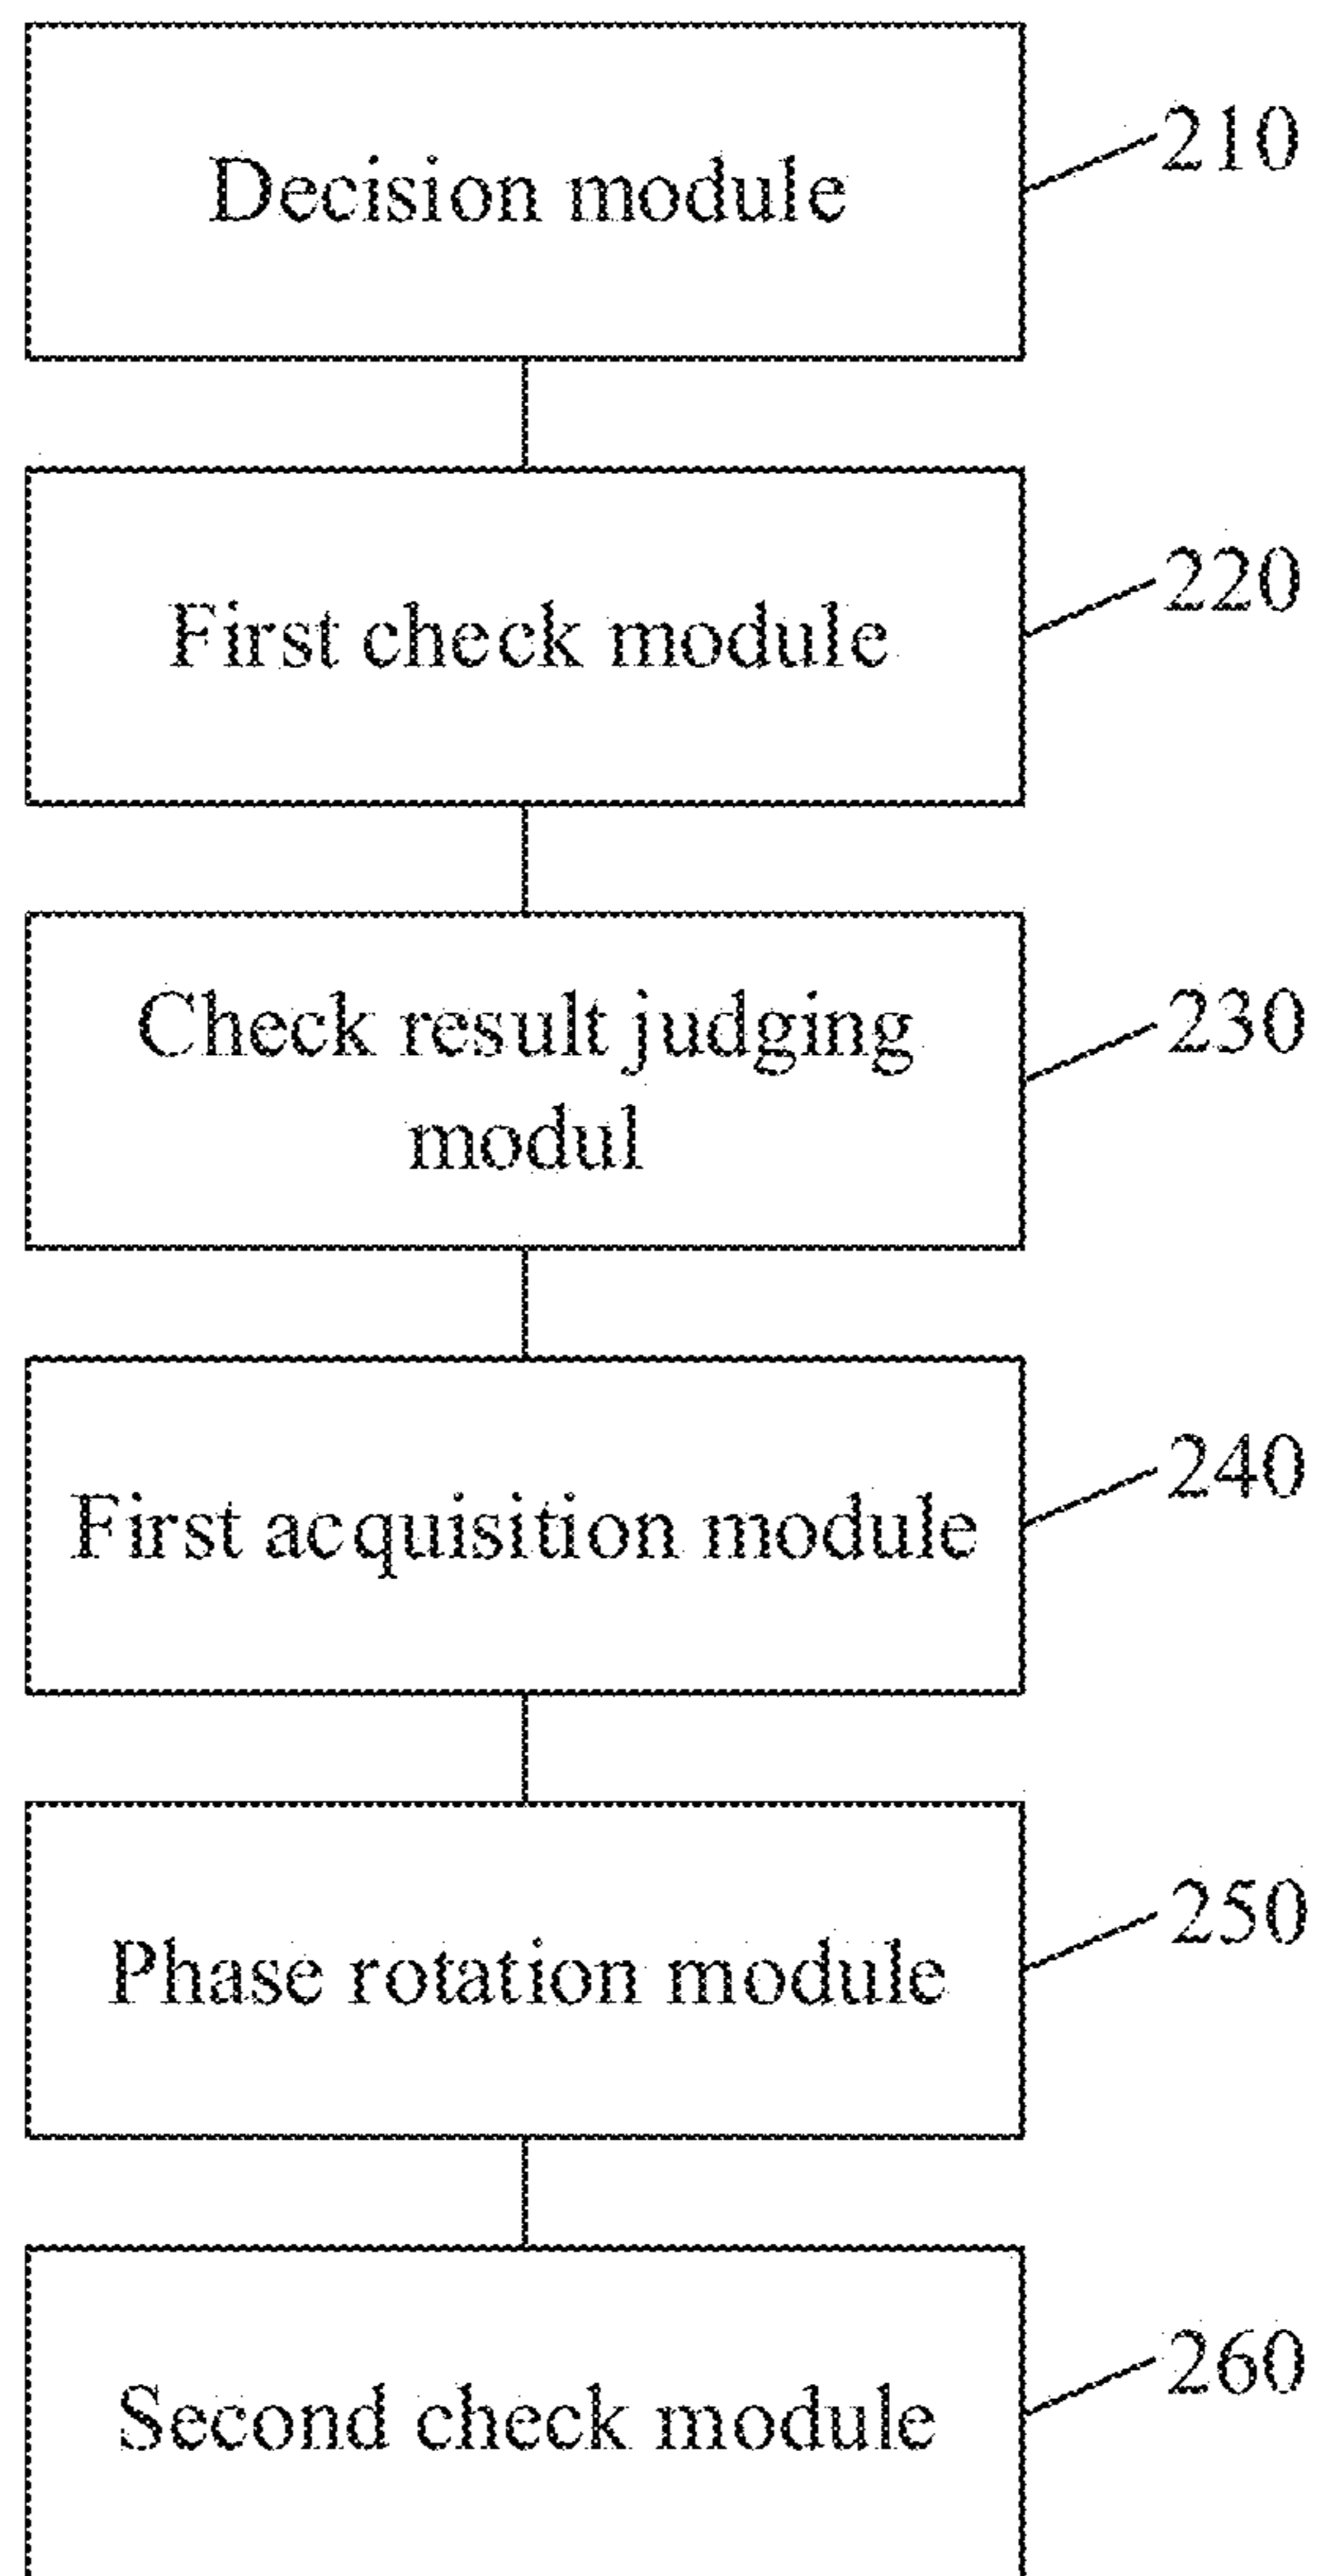 Decision module
210
First check module
220
Check result judging
modul
230
First acquisition module
240
Phase rotation module
250
Second check module
260